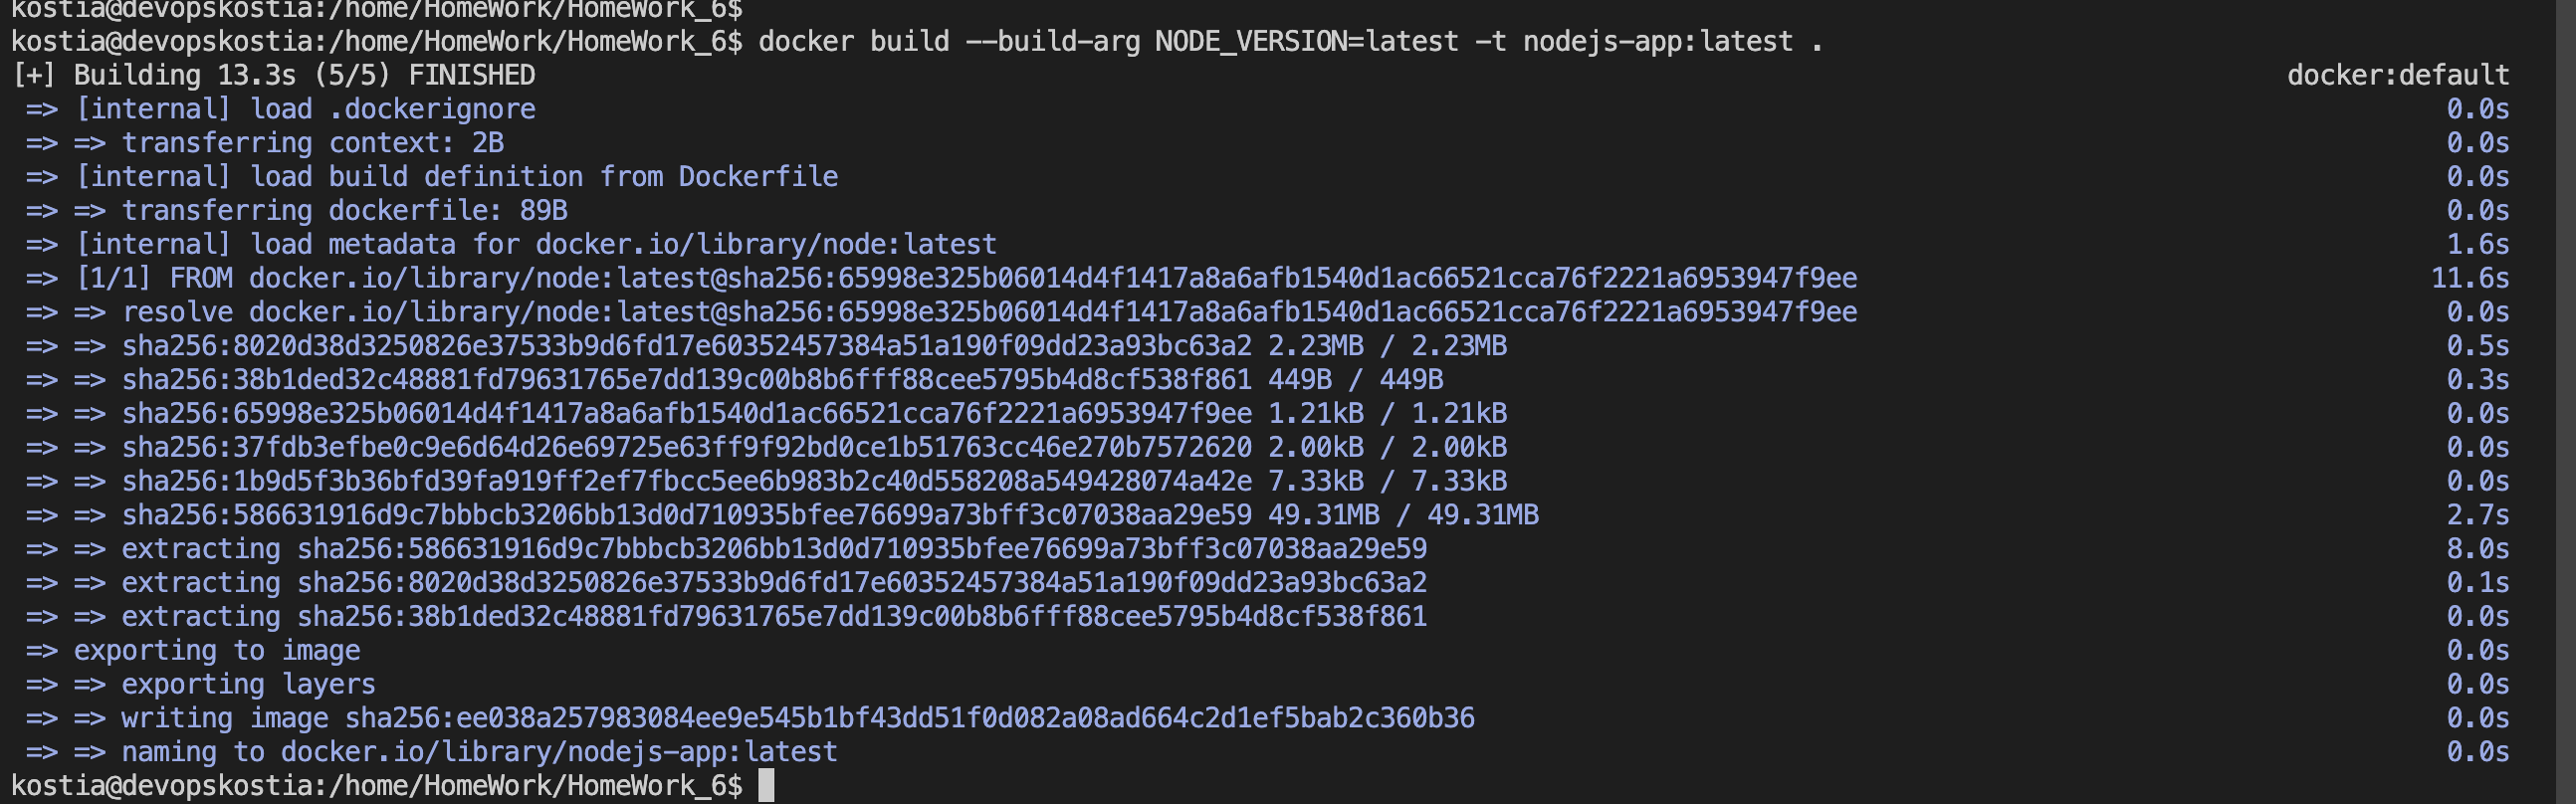 kostia@devopskostia:/home/HomeWork/HomeWork_6$
kostia@devopskostia:/home/HomeWork/HomeWork_6$ docker build --build-arg NODE_VERSION=latest -t nodejs-app:latest .
[+] Building 13.3s (5/5) FINISHED docker:default
=> [internal] load .dockerignore 0.0s
=> => transferring context: 2B 0.0s
=> [internal] load build definition from Dockerfile 0.0s
=> => transferring dockerfile: 89B 0.0s
=> [internal] load metadata for docker.io/library/node:latest 1.6s
=> [1/1] FROM docker.io/library/node:latest@sha256:65998e325b06014d4f1417a8a6afb1540d1ac66521cca76f2221a6953947f9ee 11.6s
=> => resolve docker.io/library/node:latest@sha256:65998e325b06014d4f1417a8a6afb1540d1ac66521cca76f2221a6953947f9ee 0.0s
=> => sha256:8020d38d3250826e37533b9d6fd17e60352457384a51a190f09dd23a93bc63a2 2.23MB / 2.23MB 0.5s
=> => sha256:38b1ded32c48881fd79631765e7dd139c00b8b6fff88cee5795b4d8cf538f861 449B / 449B 0.3s
=> => sha256:65998e325b06014d4f1417a8a6afb1540d1ac66521cca76f2221a6953947f9ee 1.21kB / 1.21kB 0.0s
=> => sha256:37fdb3efbe0c9e6d64d26e69725e63ff9f92bd0ce1b51763cc46e270b7572620 2.00kB / 2.00kB 0.0s
=> => sha256:1b9d5f3b36bfd39fa919ff2ef7fbcc5ee6b983b2c40d558208a549428074a42e 7.33kB / 7.33kB 0.0s
=> => sha256:586631916d9c7bbbcb3206bb13d0d710935bfee76699a73bff3c07038aa29e59 49.31MB / 49.31MB 2.7s
=> => extracting sha256:586631916d9c7bbbcb3206bb13d0d710935bfee76699a73bff3c07038aa29e59 8.0s
=> => extracting sha256:8020d38d3250826e37533b9d6fd17e60352457384a51a190f09dd23a93bc63a2 0.1s
=> => extracting sha256:38b1ded32c48881fd79631765e7dd139c00b8b6fff88cee5795b4d8cf538f861 0.0s
=> exporting to image 0.0s
=> => exporting layers 0.0s
=> => writing image sha256:ee038a257983084ee9e545b1bf43dd51f0d082a08ad664c2d1ef5bab2c360b36 0.0s
=> => naming to docker.io/library/nodejs-app:latest 0.0s
kostia@devopskostia:/home/HomeWork/HomeWork_6$